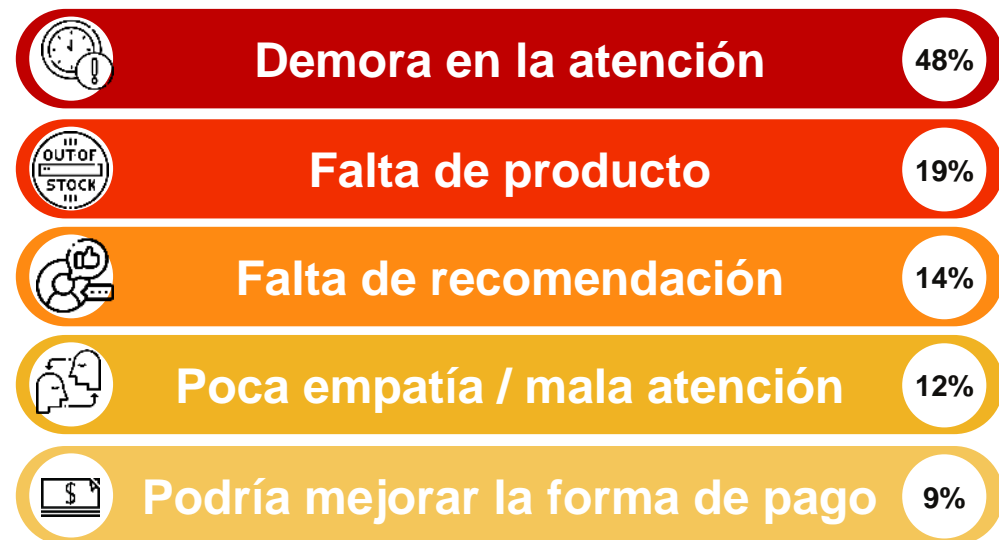 Demora en la atención
48%
OUT OF
STOCK
Falta de producto
19%
Falta de recomendación
14%
Poca empatía / mala atención
12%
$
Podría mejorar la forma de pago
9%